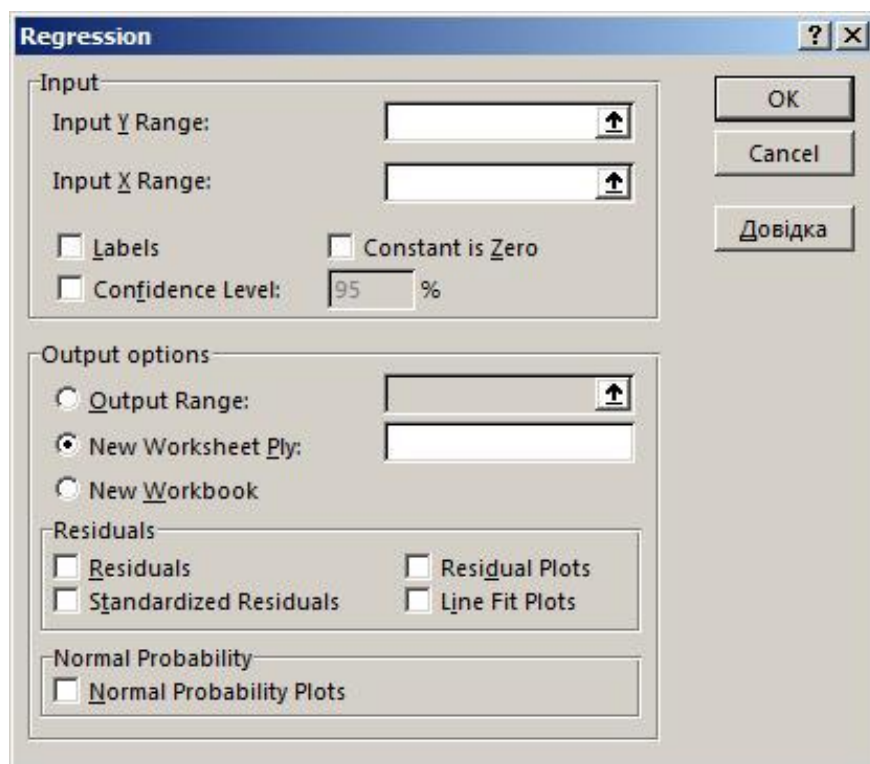 Regression
Input
Input Y Range:
Input X Range:
Labels
Constant is Zero
Confidence Level: 95 %
Output options
Output Range:
New Worksheet Ply:
New Workbook
Residuals
Residuals
Residual Plots
Standardized Residuals
Line Fit Plots
Normal Probability
Normal Probability Plots
OK
Cancel
Довідка